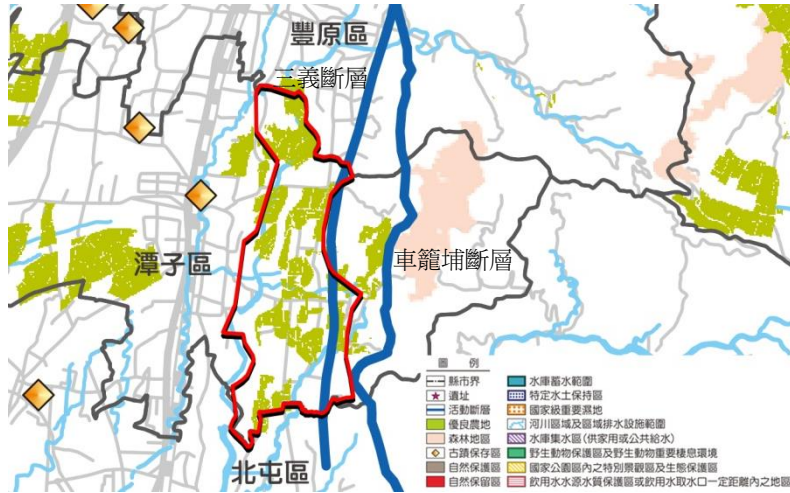 豐原區
三義斷層
車籠埔斷層
潭子區
北屯區
圖 例
縣市界
遺址
活動斷層
優良農地
森林地區
古蹟保存區
自然保護區
自然保留區
水庫蓄水範圍
特定水土保持區
國家級重要濕地
河川區域及區域排水設施範圍
水庫集水區(供家用或公共給水)
野生動物保護區及野生動物重要棲息環境
國家公園區內之特別景觀區及生態保護區
飲用水水源水質保護區或飲用水取水口一定距離內之地區